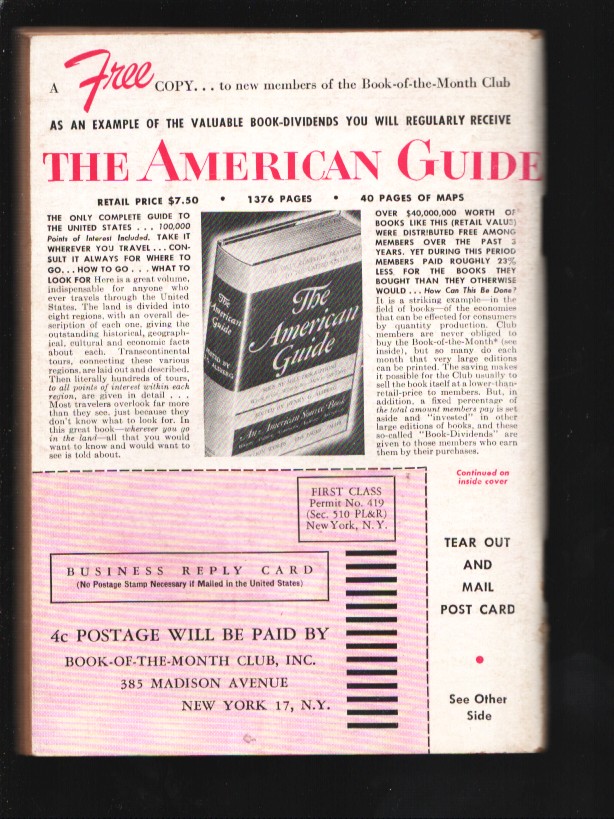 A Free COPY... to new members of the Book-of-the-Month Club
AS AN EXAMPLE OF THE VALUABLE BOOK-DIVIDENDS YOU WILL REGULARLY RECEIVE
THE AMERICAN GUIDE
RETAIL PRICE $7.50 • 1376 PAGES • 40 PAGES OF MAPS
THE ONLY COMPLETE GUIDE TO
THE UNITED STATES . . . 100,000
Points of Interest Included. TAKE IT
WHEREVER YOU TRAVEL . . . CON-
SULT IT ALWAYS FOR WHERE TO
GO . . . HOW TO GO . . . WHAT TO
LOOK FOR Here is a great volume,
indispensable for anyone who
ever travels through the United
States. The land is divided into
eight regions, with an overall de-
scription of each one, giving the
outstanding historical, geograph-
ical, cultural and economic facts
about each. Transcontinental
tours, connecting these various
regions, are laid out and described.
Then literally hundreds of tours,
to all points of interest within each
region, are given in detail . . .
Most travelers overlook far more
than they see, just because they
don't know what to look for. In
this great book—wherever you go
in the land—all that you would
want to know and would want to
see is told about.
The
American
Guide
The
American
Guide
An American Source Book
OVER $40,000,000 WORTH OF
BOOKS LIKE THIS (RETAIL VALUE)
WERE DISTRIBUTED FREE AMONG
MEMBERS OVER THE PAST 3
YEARS. YET DURING THIS PERIOD
MEMBERS PAID ROUGHLY 23%
LESS FOR THE BOOKS THEY
BOUGHT THAN THEY OTHERWISE
WOULD . . . How Can This Be Done?
It is a striking example—in the
field of books—of the economies
that can be effected for consumers
by quantity production. Club
members are never obliged to
buy the Book-of-the-Month* (see
inside), but so many do each
month that very large editions
can be printed. The saving makes
it possible for the Club usually to
sell the book itself at a lower-than-
retail-price to members. But, in
addition, a fixed percentage of
the total amount members pay is set
aside and "invested" in other
large editions of books, and these
so-called "Book-Dividends" are
given to those members who earn
them by their purchases.
Continued on
inside cover
FIRST CLASS
Permit No. 419
(Sec. 510 PL&R)
New York, N. Y.
BUSINESS REPLY CARD
(No Postage Stamp Necessary if Mailed in the United States)
4c POSTAGE WILL BE PAID BY
BOOK-OF-THE-MONTH CLUB, INC.
385 MADISON AVENUE
NEW YORK 17, N.Y.
TEAR OUT
AND
MAIL
POST CARD
•
See Other
Side